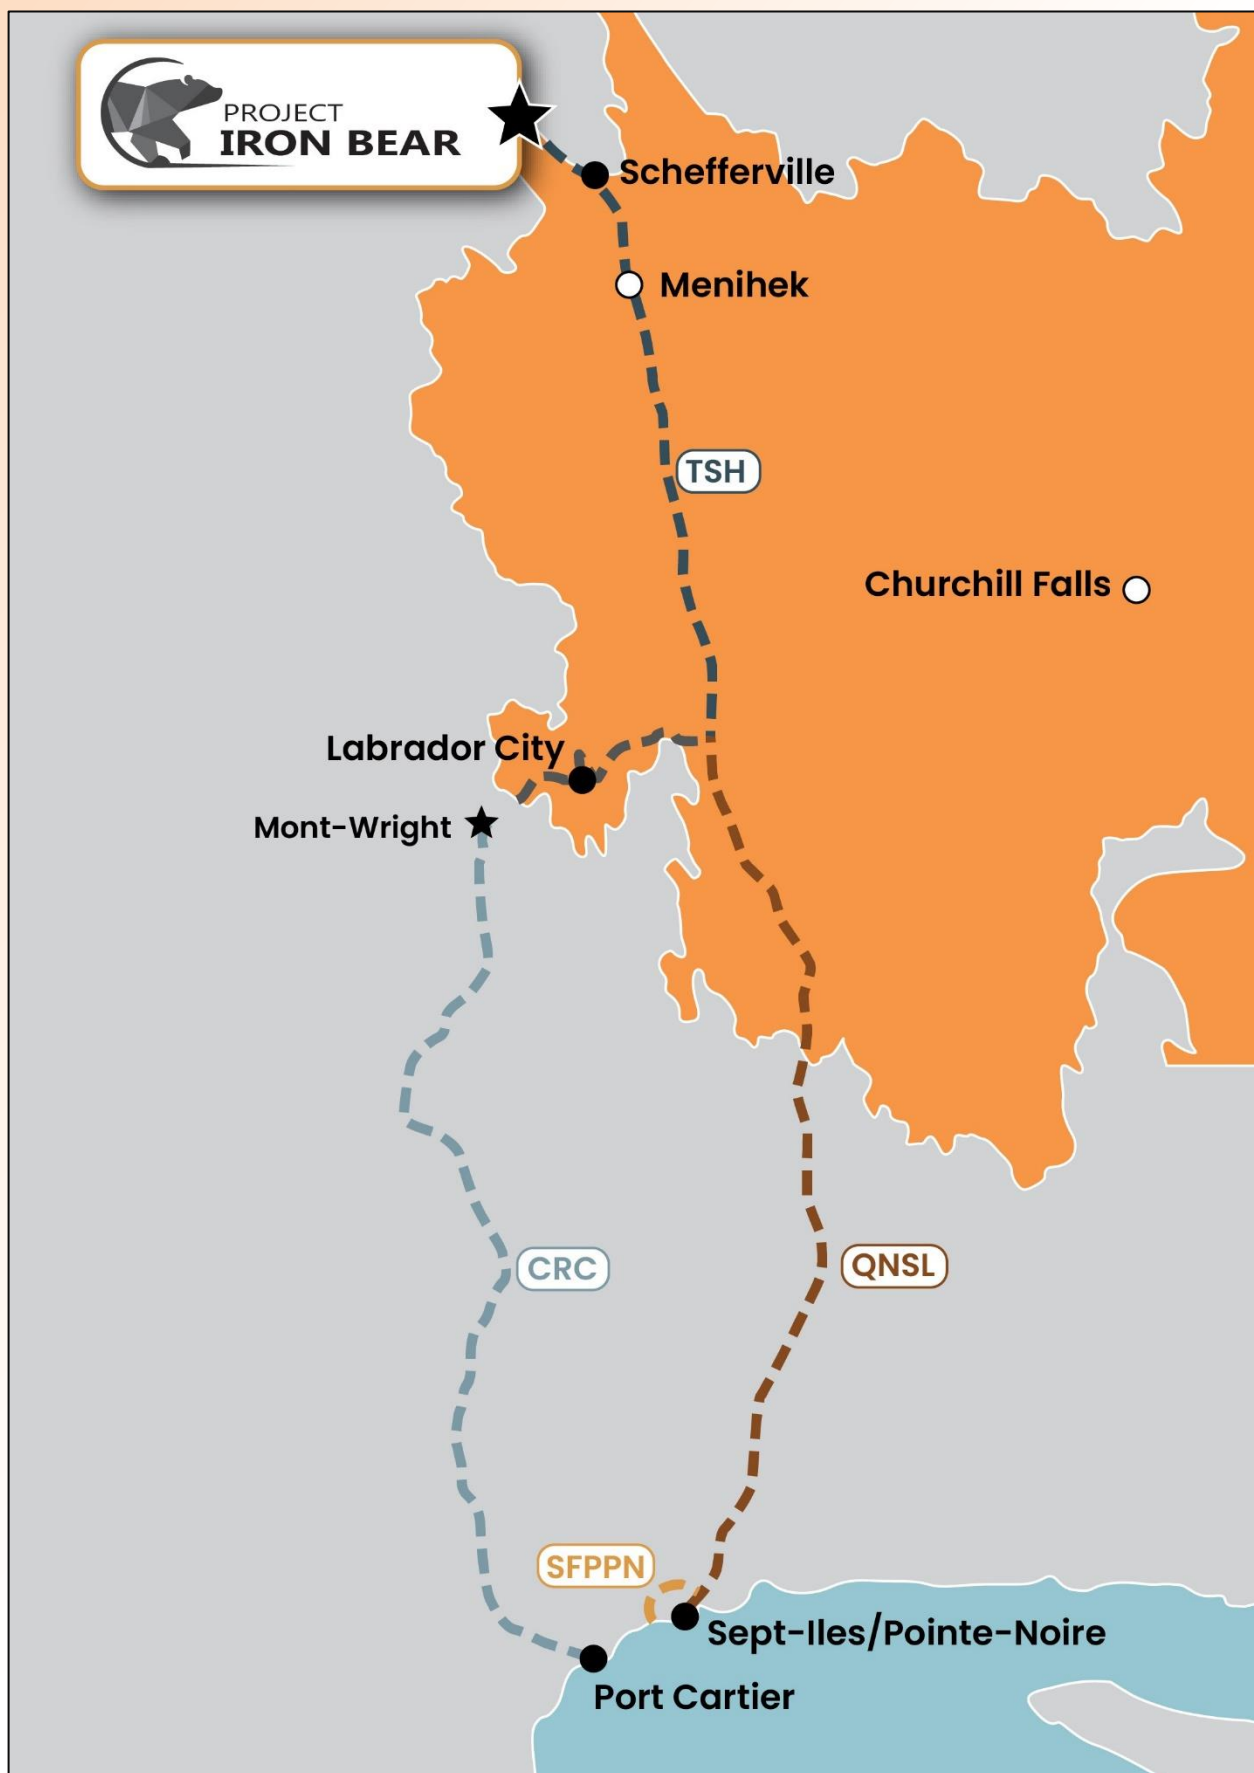 PROJECT
IRON BEAR
Schefferville
Menihek
TSH
Churchill Falls
Labrador City
Mont-Wright
CRC
QNSL
SFPPN
Sept-Iles/Pointe-Noire
Port Cartier